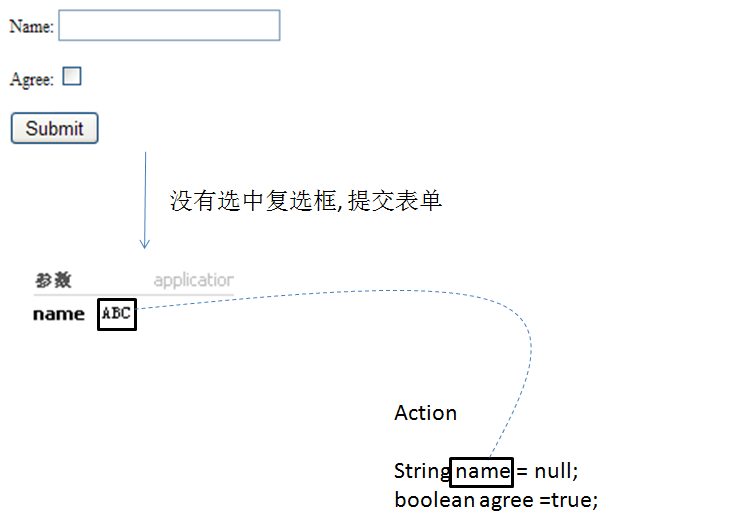 Name:
Agree:
Submit
没有选中复选框, 提交表单
参数 application
name ABC
Action
String name = null;
boolean agree =true;